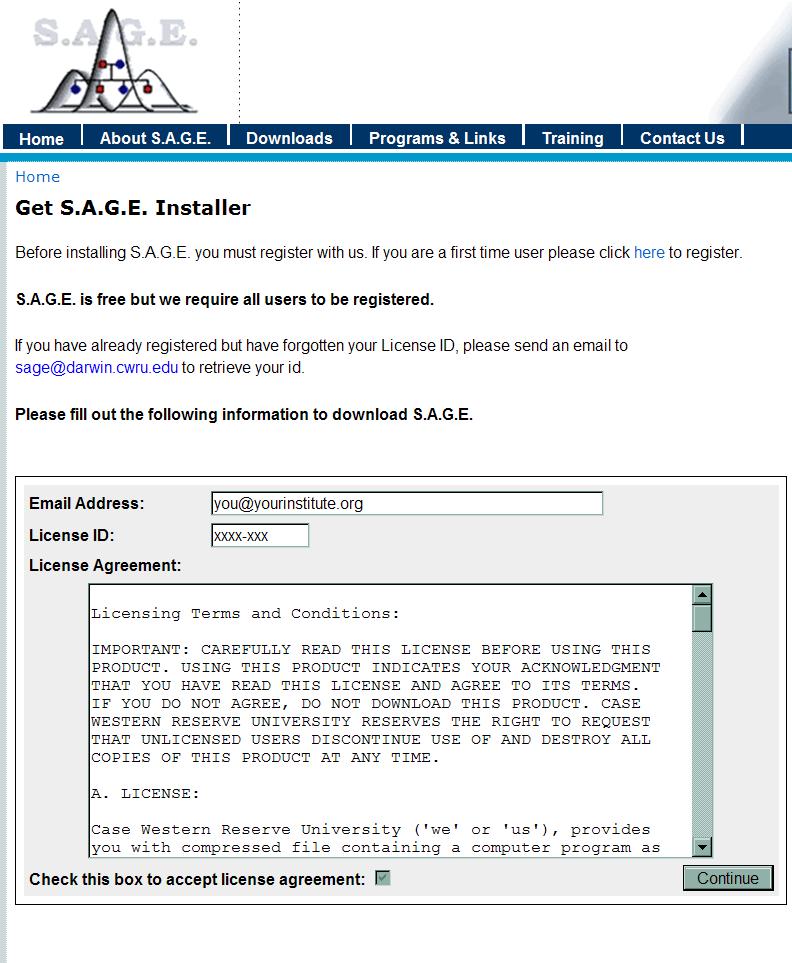 S.A.G.E.
Home
About S.A.G.E.
Downloads
Programs & Links
Training
Contact Us
Home
Get S.A.G.E. Installer
Before installing S.A.G.E. you must register with us. If you are a first time user please click here to register.
S.A.G.E. is free but we require all users to be registered.
If you have already registered but have forgotten your License ID, please send an email to
sage@darwin.cwru.edu to retrieve your id.
Please fill out the following information to download S.A.G.E.
Email Address: you@yourinstitute.org
License ID: xxxx-xxx
License Agreement:
Licensing Terms and Conditions:
IMPORTANT: CAREFULLY READ THIS LICENSE BEFORE USING THIS
PRODUCT. USING THIS PRODUCT INDICATES YOUR ACKNOWLEDGMENT
THAT YOU HAVE READ THIS LICENSE AND AGREE TO ITS TERMS.
IF YOU DO NOT AGREE, DO NOT DOWNLOAD THIS PRODUCT. CASE
WESTERN RESERVE UNIVERSITY RESERVES THE RIGHT TO REQUEST
THAT UNLICENSED USERS DISCONTINUE USE OF AND DESTROY ALL
COPIES OF THIS PRODUCT AT ANY TIME.
A. LICENSE:
Case Western Reserve University ('we' or 'us'), provides
you with compressed file containing a computer program as
Check this box to accept license agreement:
Continue